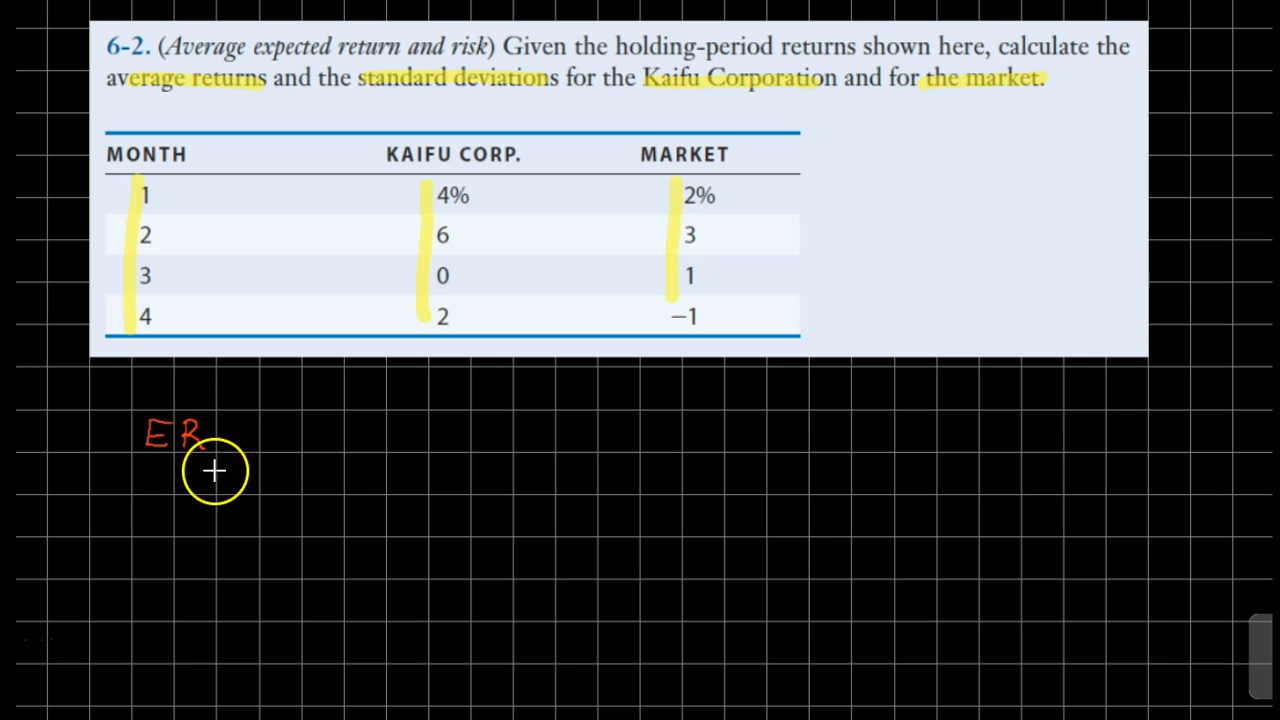 6-2. (Average expected return and risk) Given the holding-period returns shown here, calculate the
average returns and the standard deviations for the Kaifu Corporation and for the market.
MONTH KAIFU CORP. MARKET
1 4% 2%
2 6 3
3 0 1
4 2 −1
ER